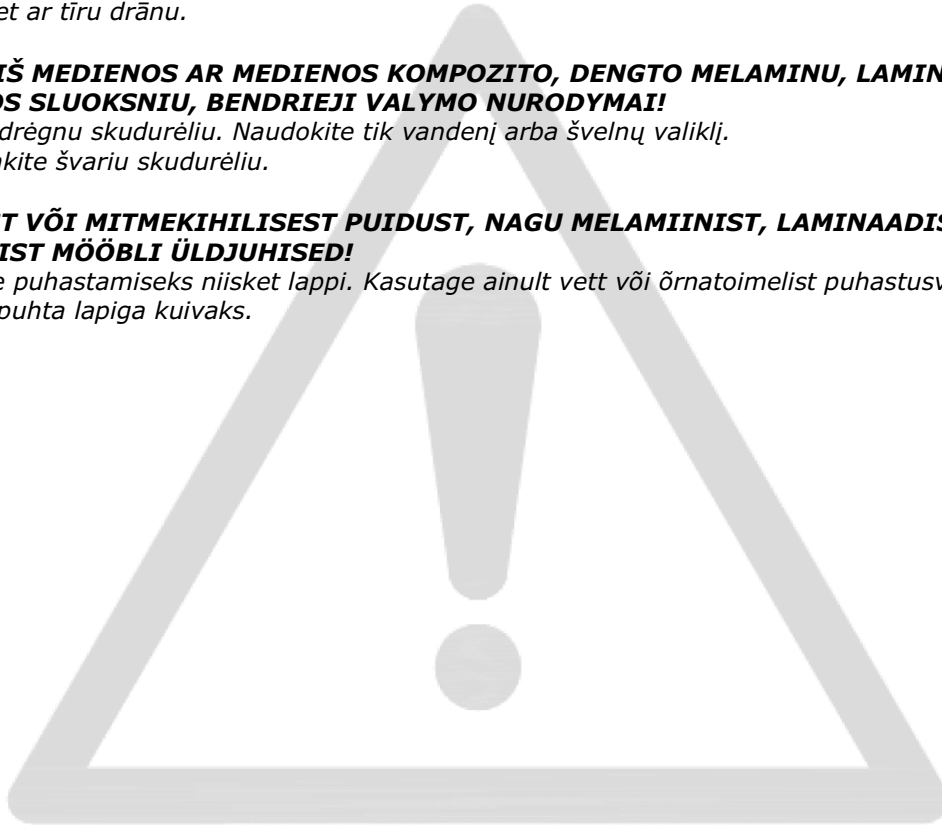 et ar tīru drānu.
IŠ MEDIENOS AR MEDIENOS KOMPOZITO, DENGTO MELAMINU, LAMIN
OS SLUOKSNIU, BENDRIEJI VALYMO NURODYMAI!
drėgnu skudurėliu. Naudokite tik vandenį arba švelnų valiklį.
kite švariu skudurėliu.
T VÕI MITMEKIHILISEST PUIDUST, NAGU MELAMIINIST, LAMINAADIS
IST MÖÖBLI ÜLDJUHISED!
e puhastamiseks niisket lappi. Kasutage ainult vett või õrnatoimelist puhastusv
puhta lapiga kuivaks.